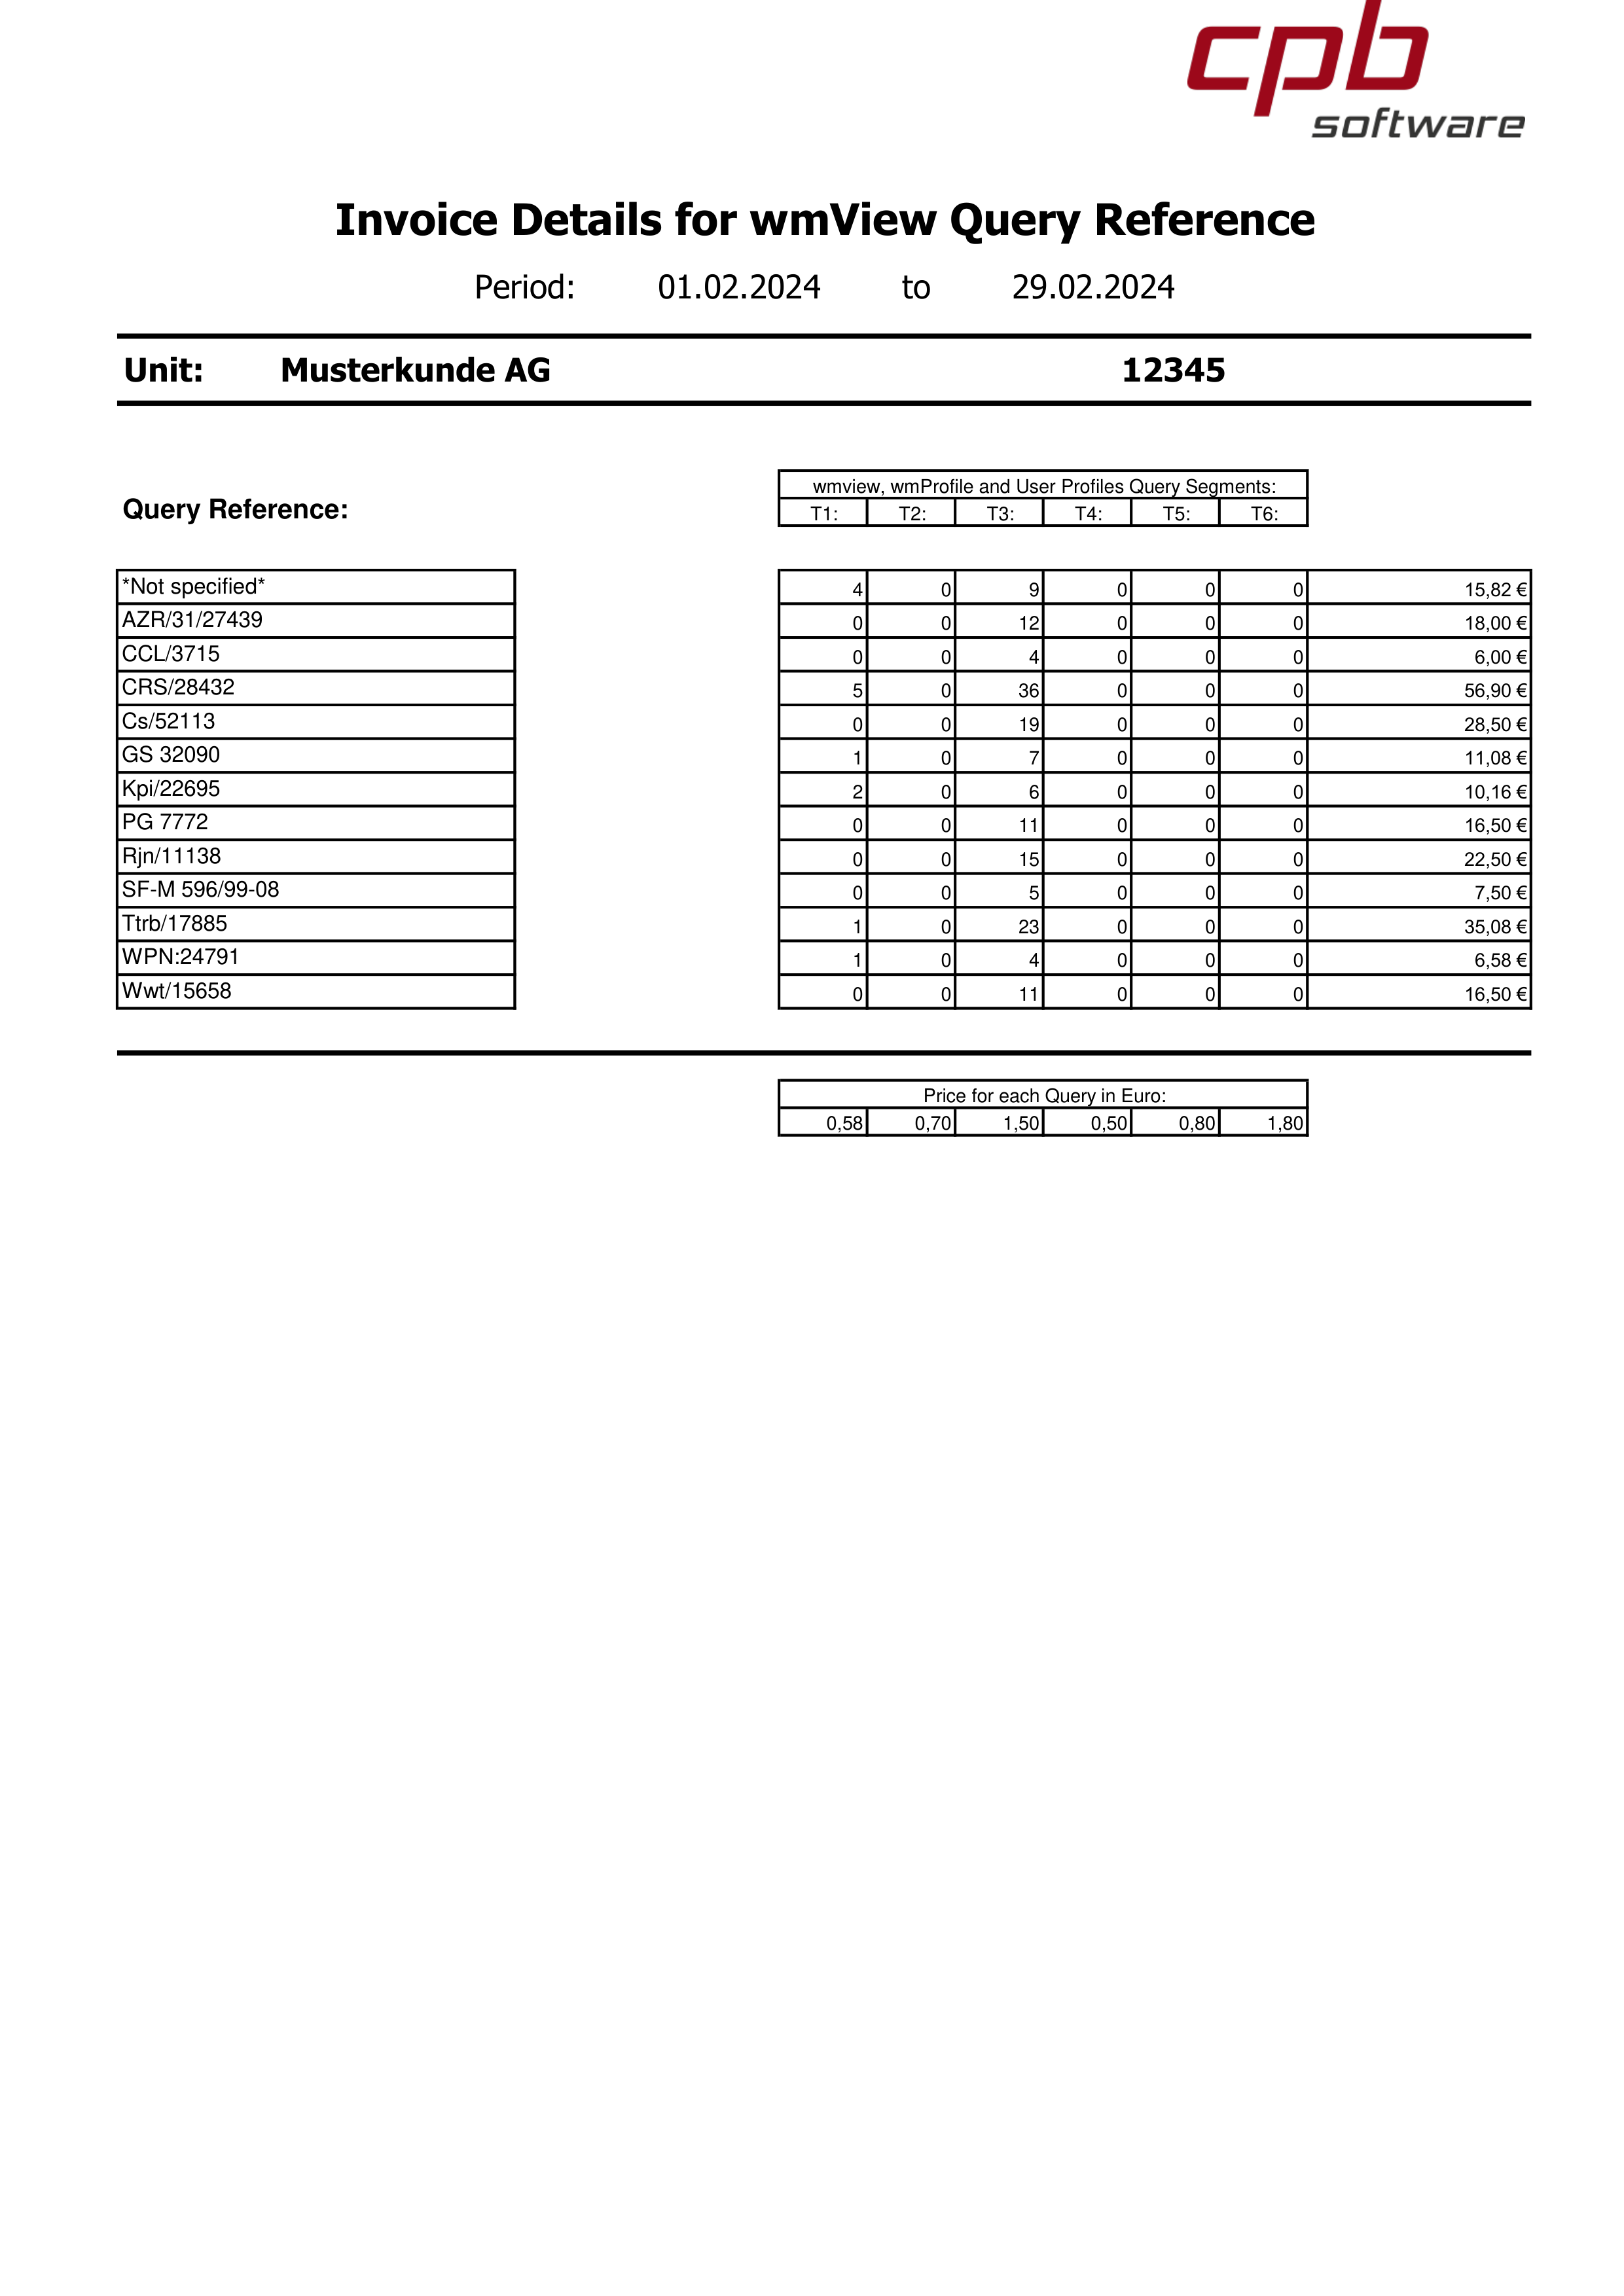 cpb
software
Invoice Details for wmView Query Reference
Period: 01.02.2024 to 29.02.2024
Unit: Musterkunde AG 12345
wmview, wmProfile and User Profiles Query Segments:
Query Reference:
T1: T2: T3: T4: T5: T6:
*Not specified* 4 0 9 0 0 0 15,82 €
AZR/31/27439 0 0 12 0 0 0 18,00 €
CCL/3715 0 0 4 0 0 0 6,00 €
CRS/28432 5 0 36 0 0 0 56,90 €
Cs/52113 0 0 19 0 0 0 28,50 €
GS 32090 1 0 7 0 0 0 11,08 €
Kpi/22695 2 0 6 0 0 0 10,16 €
PG 7772 0 0 11 0 0 0 16,50 €
Rjn/11138 0 0 15 0 0 0 22,50 €
SF-M 596/99-08 0 0 5 0 0 0 7,50 €
Ttrb/17885 1 0 23 0 0 0 35,08 €
WPN:24791 1 0 4 0 0 0 6,58 €
Wwt/15658 0 0 11 0 0 0 16,50 €
Price for each Query in Euro:
0,58 0,70 1,50 0,50 0,80 1,80